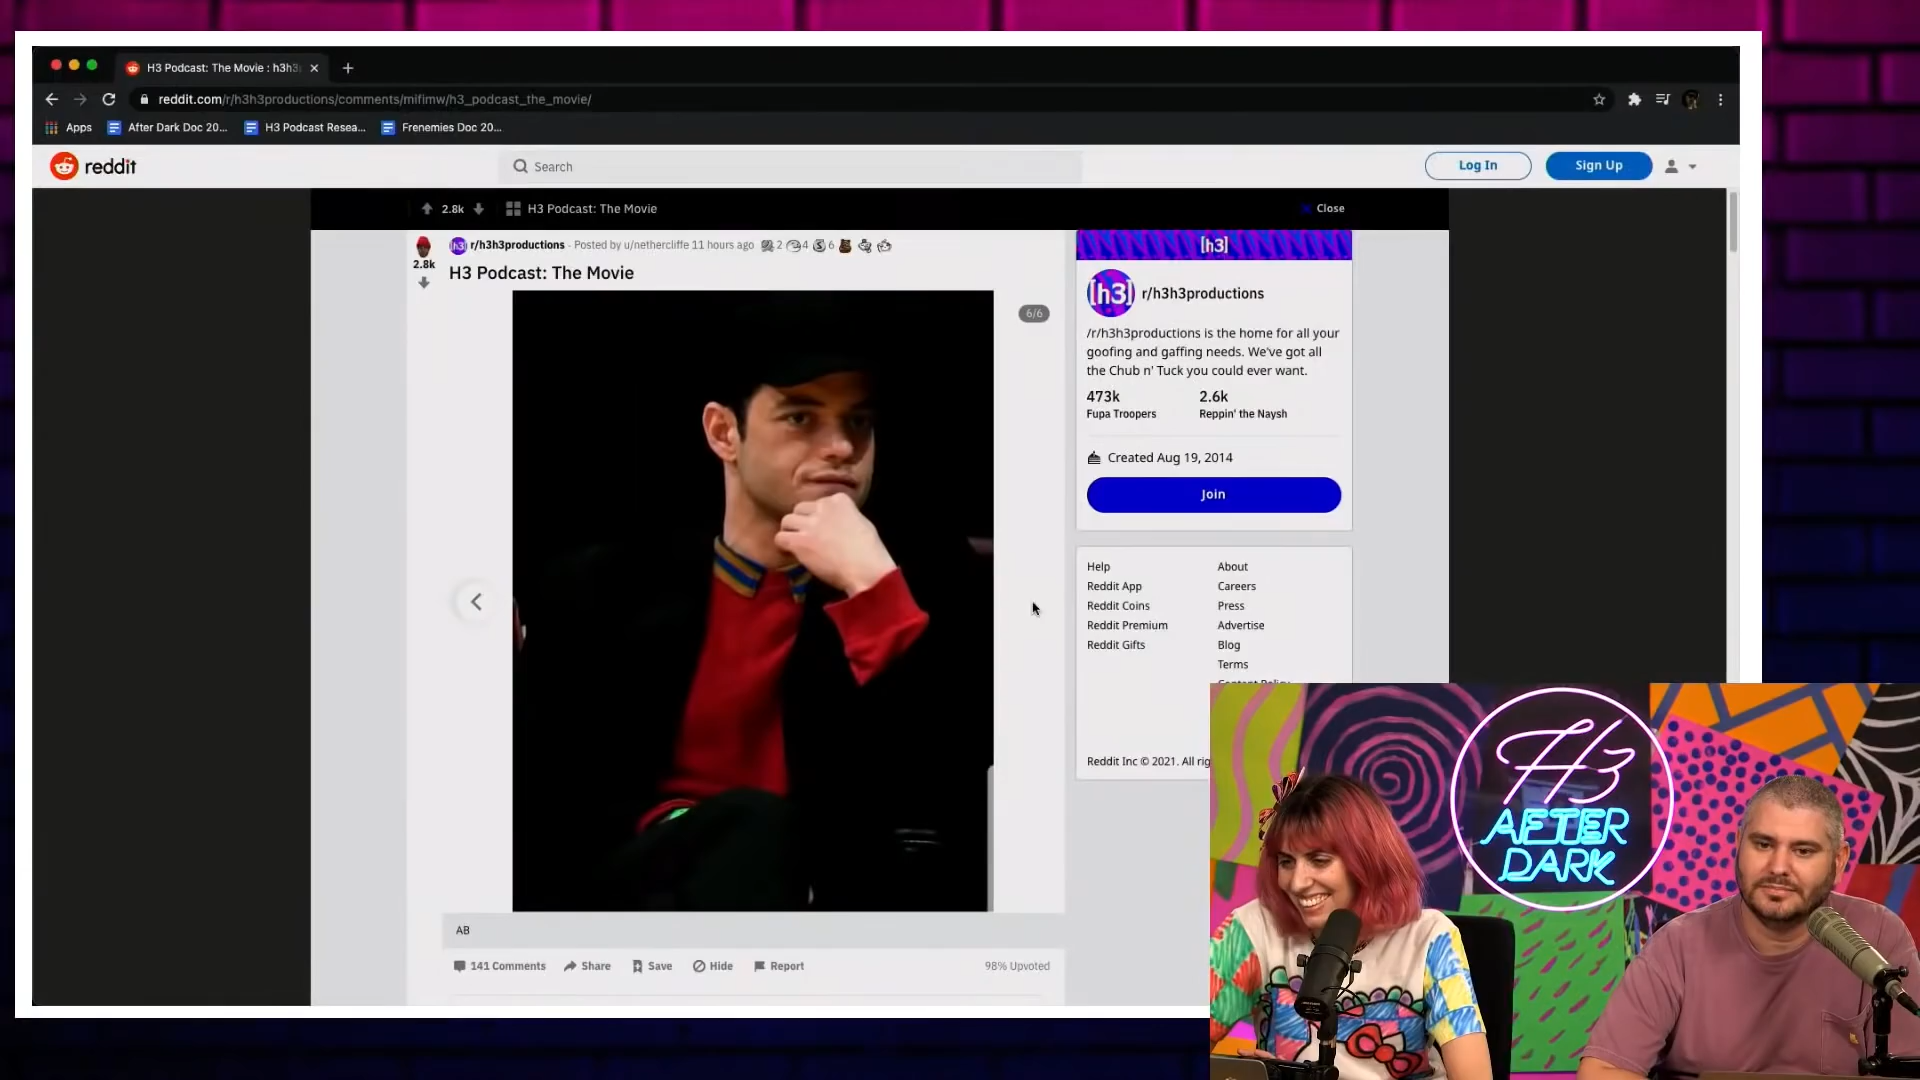 H3 Podcast: The Movie : h3h3
reddit.com/r/h3h3productions/comments/mifimw/h3_podcast_the_movie/
Apps After Dark Doc 20... H3 Podcast Resea... Frenemies Doc 20...
reddit Search Log In Sign Up
2.8k H3 Podcast: The Movie Close
r/h3h3productions · Posted by u/nethercliffe 11 hours ago 2 4 6
2.8k
H3 Podcast: The Movie
6/6
AB
141 Comments Share Save Hide Report 98% Upvoted
[h3]
[h3] r/h3h3productions
/r/h3h3productions is the home for all your
goofing and gaffing needs. We've got all
the Chub n' Tuck you could ever want.
473k 2.6k
Fupa Troopers Reppin' the Naysh
Created Aug 19, 2014
Join
Help About
Reddit App Careers
Reddit Coins Press
Reddit Premium Advertise
Reddit Gifts Blog
Terms
Content Policy
Reddit Inc © 2021. All rig
H3
AFTER
DARK